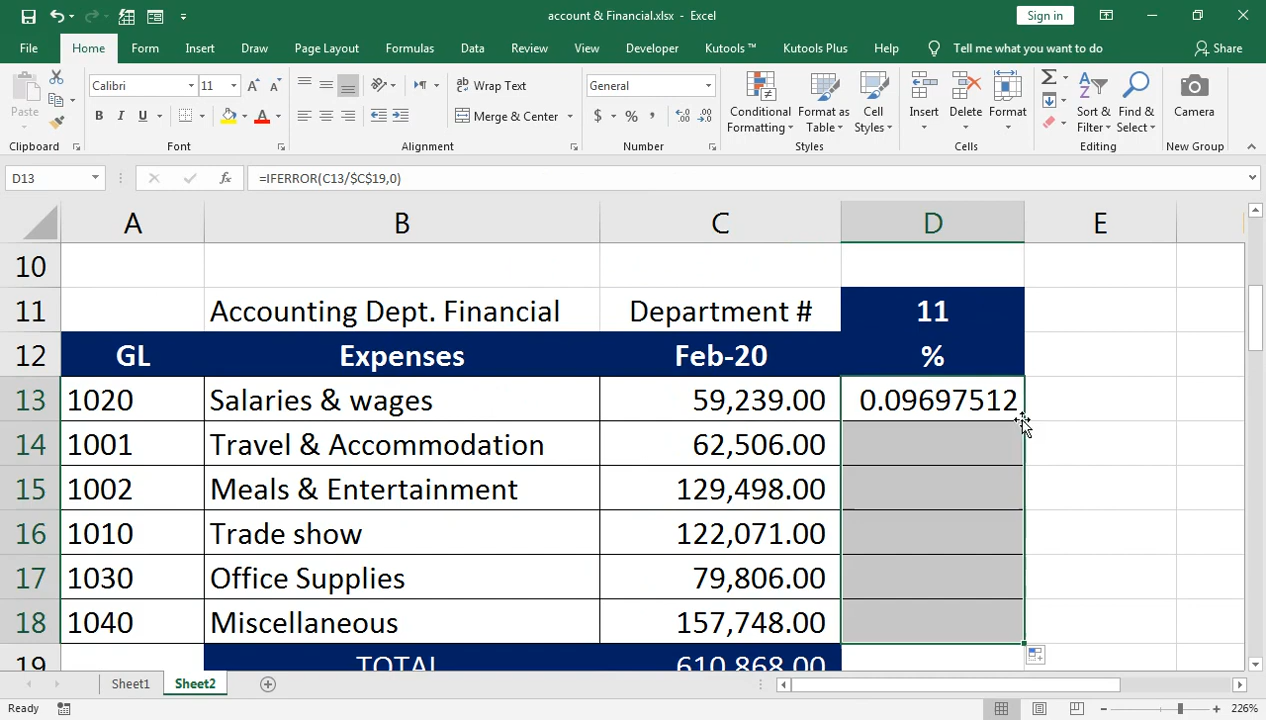 account & Financial.xlsx - Excel
Sign in
File Home Form Insert Draw Page Layout Formulas Data Review View Developer Kutools ™ Kutools Plus Help Tell me what you want to do Share
Paste
Calibri 11 A A
Wrap Text
General
Conditional Formatting
Format as Table
Cell Styles
Insert
Delete
Format
Sort & Filter
Find & Select
Camera
B I U A
Merge & Center
$ % ,
Clipboard Font Alignment Number Styles Cells Editing New Group
D13 fx =IFERROR(C13/$C$19,0)
A B C D E
10
11 Accounting Dept. Financial Department # 11
12 GL Expenses Feb-20 %
13 1020 Salaries & wages 59,239.00 0.09697512
14 1001 Travel & Accommodation 62,506.00
15 1002 Meals & Entertainment 129,498.00
16 1010 Trade show 122,071.00
17 1030 Office Supplies 79,806.00
18 1040 Miscellaneous 157,748.00
19 TOTAL 610,868.00
Sheet1 Sheet2
Ready 226%